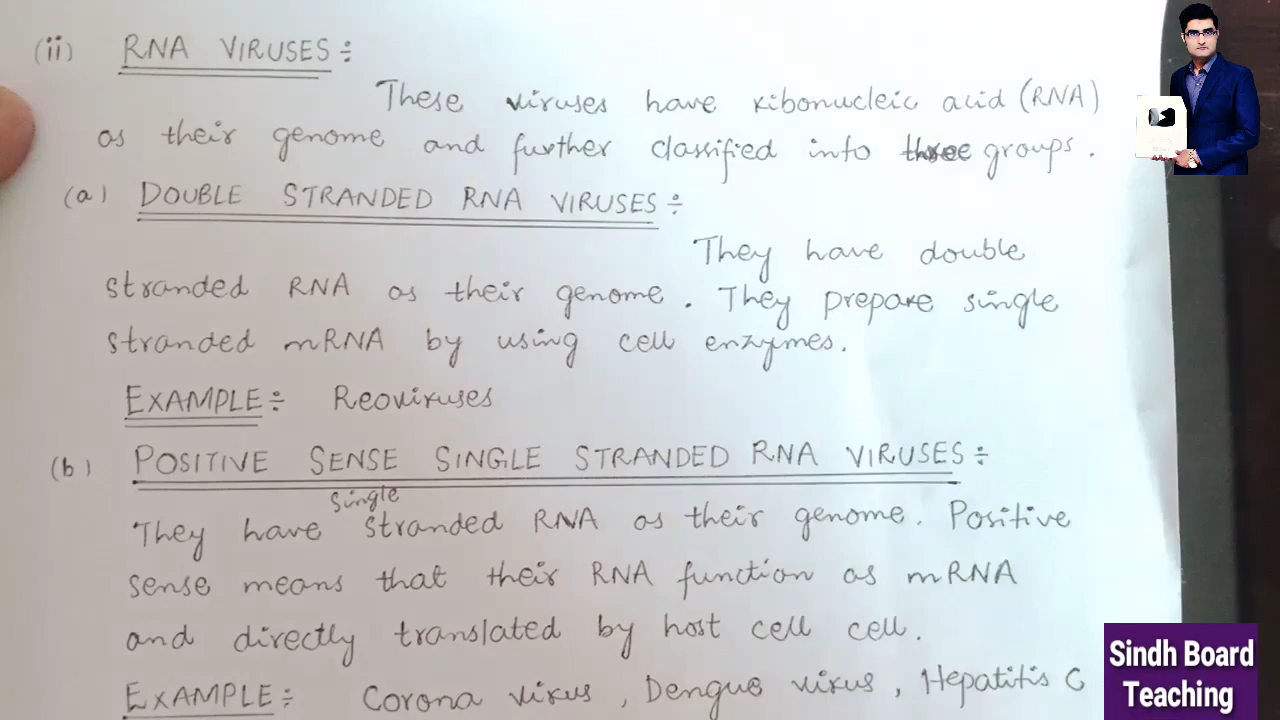 (ii) RNA VIRUSES ÷
These viruses have ribonucleic acid (RNA)
as their genome and further classified into three groups.
(a) DOUBLE STRANDED RNA VIRUSES ÷
They have double
stranded RNA as their genome. They prepare single
stranded mRNA by using cell enzymes.
EXAMPLE ÷ Reoviruses
(b) POSITIVE SENSE SINGLE STRANDED RNA VIRUSES ÷
single
They have stranded RNA as their genome. Positive
sense means that their RNA function as mRNA
and directly translated by host cell cell.
EXAMPLE ÷ Corona virus, Dengue virus, Hepatitis C
Sindh Board
Teaching